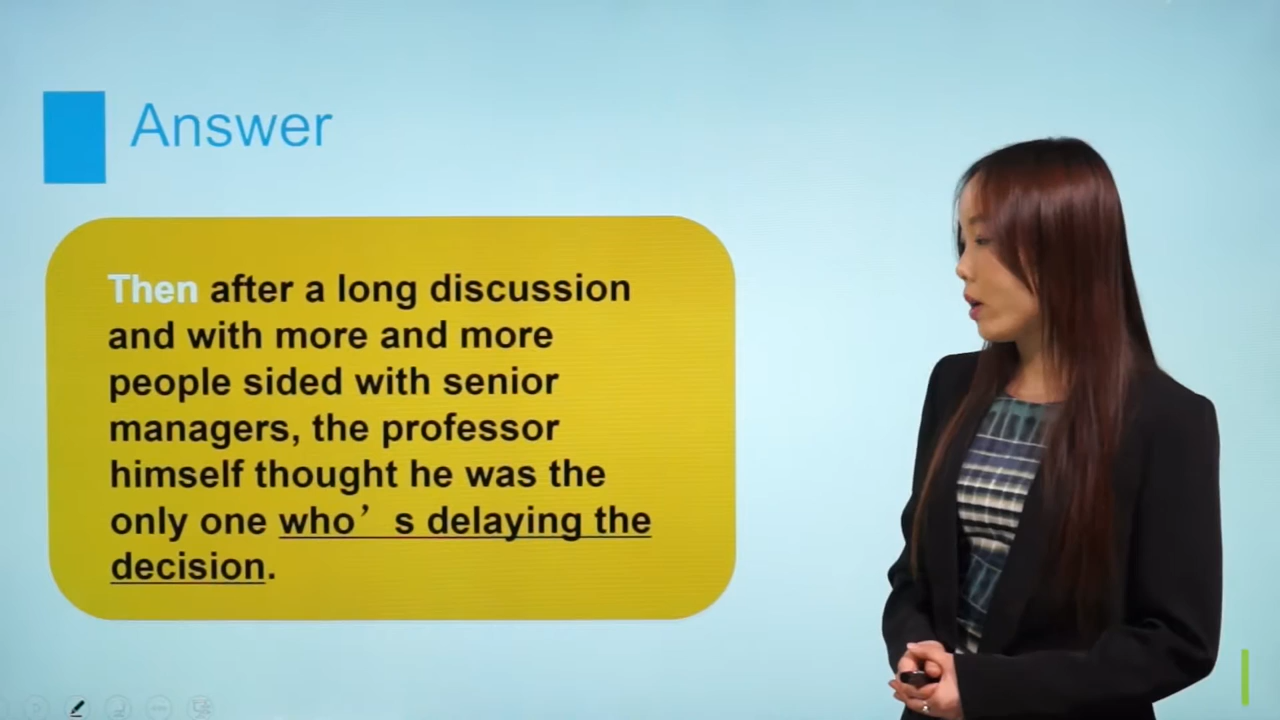 Answer
Then after a long discussion
and with more and more
people sided with senior
managers, the professor
himself thought he was the
only one who’ s delaying the
decision.